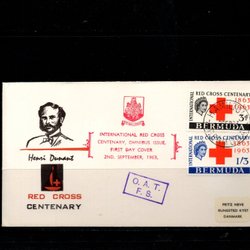 INTERNATIONAL RED CROSS
CENTENARY, OMNIBUS ISSUE.
FIRST DAY COVER
2ND. SEPTEMBER, 1963.
Henri Dunant
RED CROSS
CENTENARY
O. A. T.
F. S.
RED CROSS CENTENARY
INTERNATIONAL
1863
1963
3d
BERMUDA
RED CROSS CENTENARY
INTERNATIONAL
1863
1963
1/3
BERMUDA
DENMARK